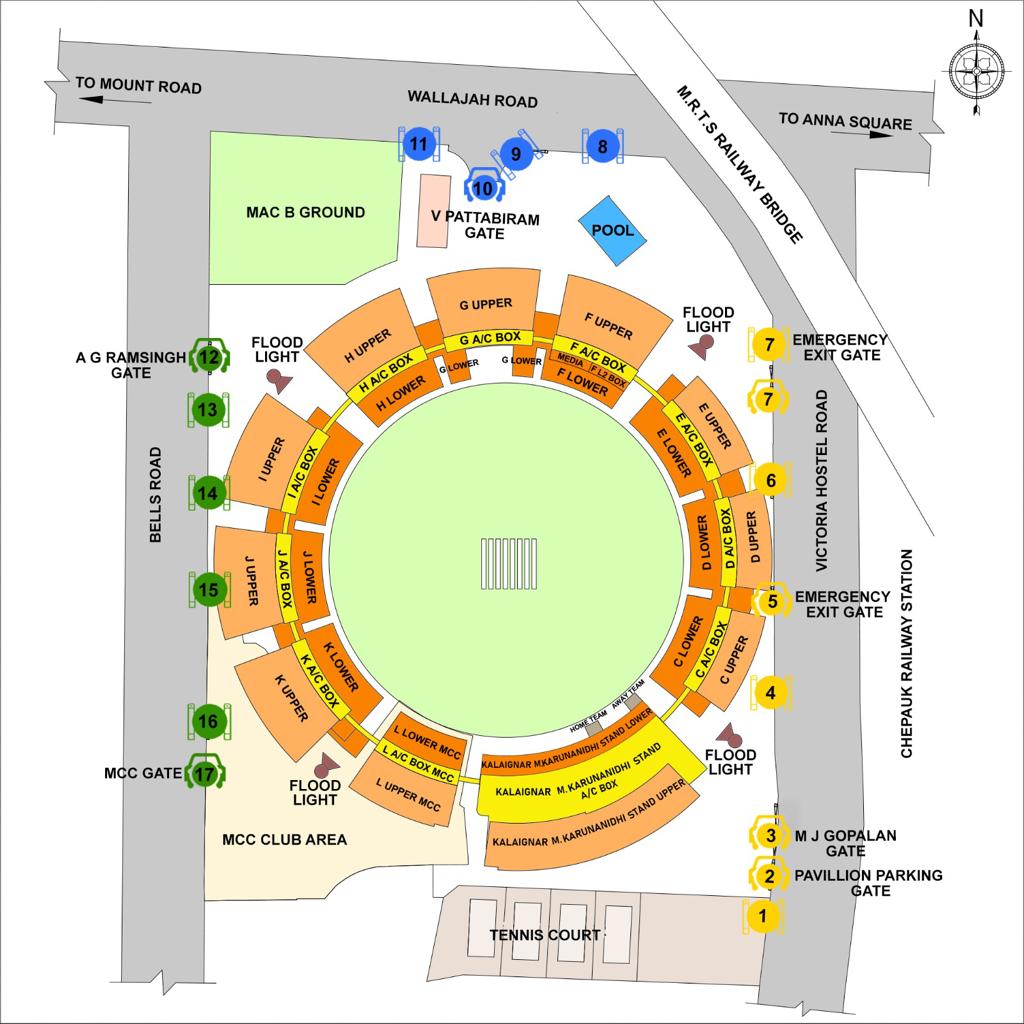 N
TO MOUNT ROAD
WALLAJAH ROAD
M.R.T.S RAILWAY BRIDGE
TO ANNA SQUARE
11
9
8
10
MAC B GROUND
V PATTABIRAM
GATE
POOL
G UPPER
F UPPER
H UPPER
FLOOD
LIGHT
FLOOD
LIGHT
7
EMERGENCY
EXIT GATE
A G RAMSINGH
GATE
12
G A/C BOX
F A/C BOX
H A/C BOX
G LOWER
G LOWER
MEDIA
F L2 BOX
H LOWER
F LOWER
7
13
E UPPER
E A/C BOX
E LOWER
I UPPER
I A/C BOX
I LOWER
BELLS ROAD
VICTORIA HOSTEL ROAD
14
6
D LOWER
D A/C BOX
D UPPER
J UPPER
J A/C BOX
J LOWER
15
5
EMERGENCY
EXIT GATE
CHEPAUK RAILWAY STATION
C LOWER
C A/C BOX
C UPPER
K LOWER
K A/C BOX
K UPPER
4
16
HOME TEAM
AWAY TEAM
L LOWER MCC
L A/C BOX MCC
L UPPER MCC
KALAIGNAR M.KARUNANIDHI STAND LOWER
KALAIGNAR M.KARUNANIDHI STAND
A/C BOX
KALAIGNAR M.KARUNANIDHI STAND UPPER
FLOOD
LIGHT
MCC GATE
17
FLOOD
LIGHT
MCC CLUB AREA
3
M J GOPALAN
GATE
2
PAVILLION PARKING
GATE
1
TENNIS COURT